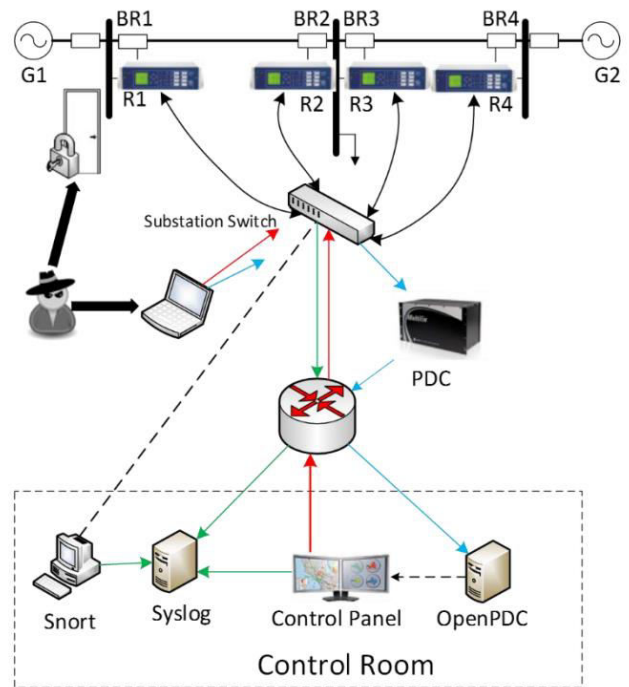 BR1
BR2
BR3
BR4
G1
R1
R2
R3
R4
G2
Substation Switch
PDC
Snort
Syslog
Control Panel
OpenPDC
Control Room